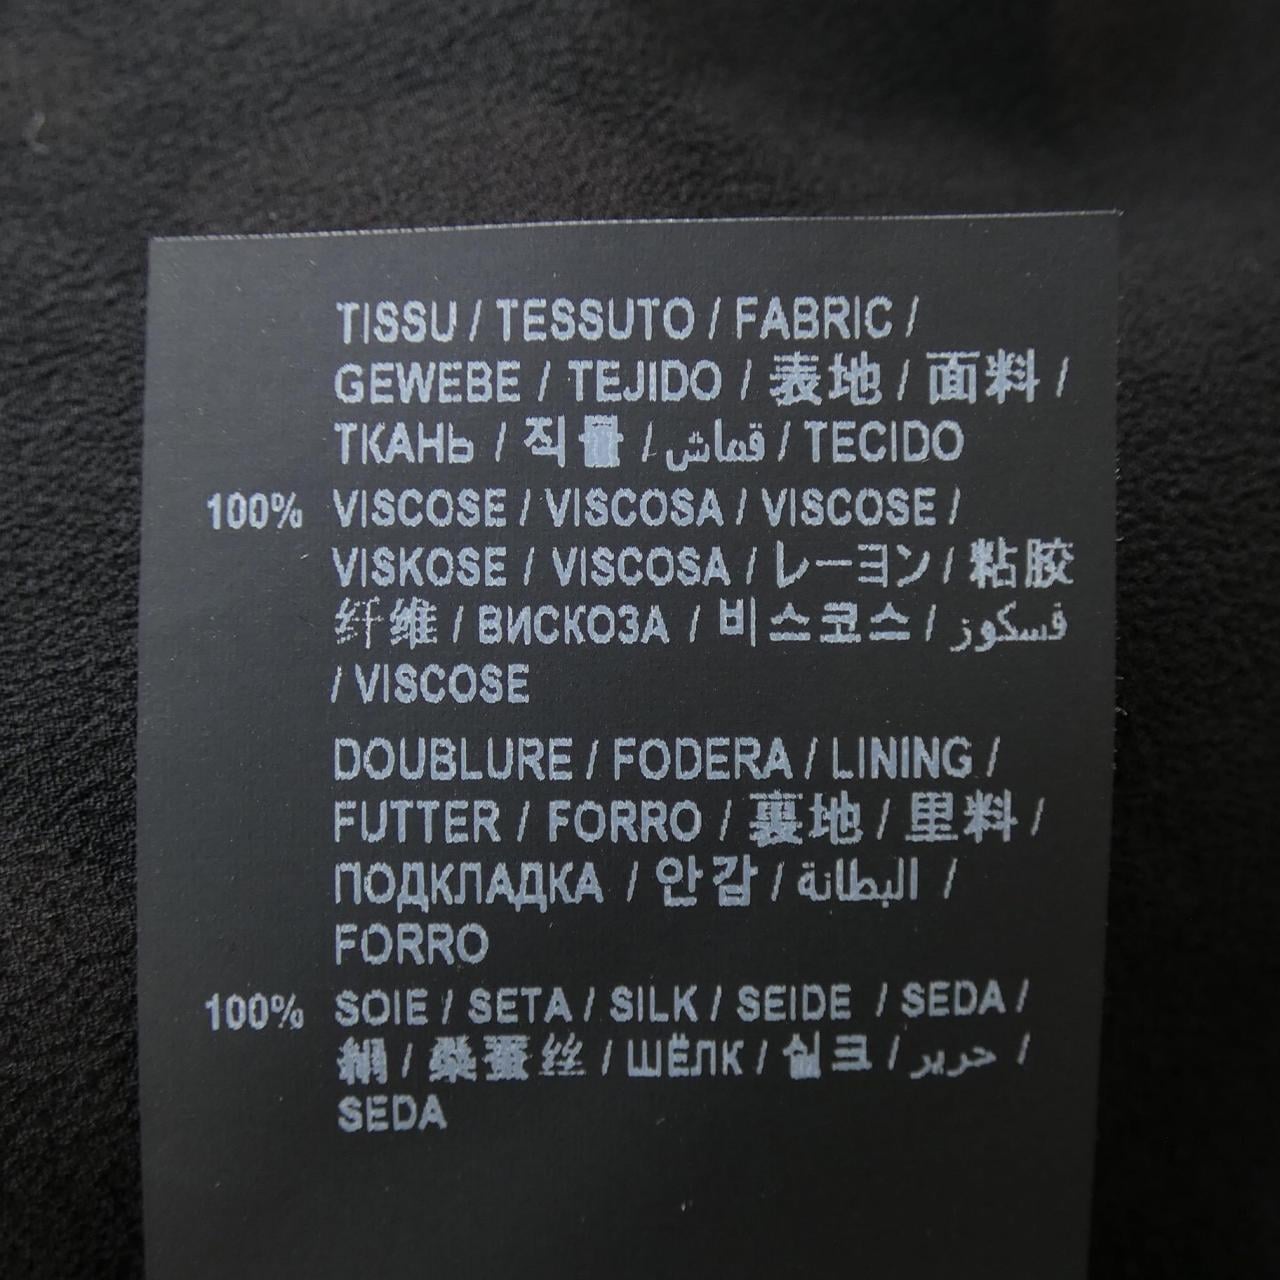 TISSU / TESSUTO / FABRIC /
GEWEBE / TEJIDO / 表地 / 面料 /
ТКАНЬ / 직물 / قماش / TECIDO
100% VISCOSE / VISCOSA / VISCOSE /
VISKOSE / VISCOSA / レーヨン / 粘胶
纤维 / ВИСКОЗА / 비스코스 / فسكوز
/ VISCOSE
DOUBLURE / FODERA / LINING /
FUTTER / FORRO / 裏地 / 里料 /
ПОДКЛАДКА / 안감 / البطانة /
FORRO
100% SOIE / SETA / SILK / SEIDE / SEDA /
絹 / 桑蚕丝 / ШЁЛК / 실크 / حرير /
SEDA